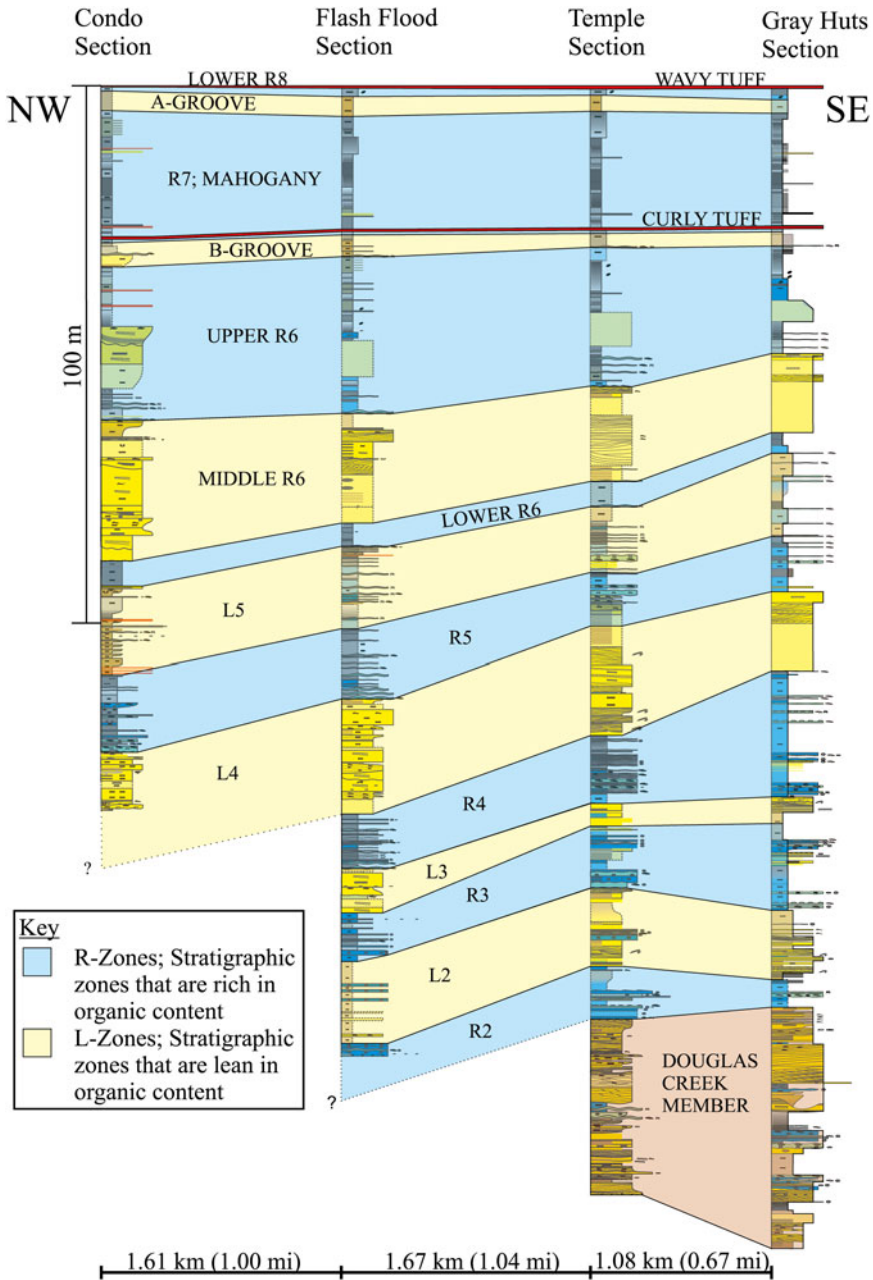 Condo
Section
Flash Flood
Section
Temple
Section
Gray Huts
Section
NW
SE
LOWER R8
WAVY TUFF
A-GROOVE
R7; MAHOGANY
CURLY TUFF
B-GROOVE
100 m
UPPER R6
MIDDLE R6
LOWER R6
L5
R5
L4
R4
?
L3
R3
L2
R2
?
DOUGLAS
CREEK
MEMBER
Key
R-Zones; Stratigraphic
zones that are rich in
organic content
L-Zones; Stratigraphic
zones that are lean in
organic content
1.61 km (1.00 mi)
1.67 km (1.04 mi)
1.08 km (0.67 mi)